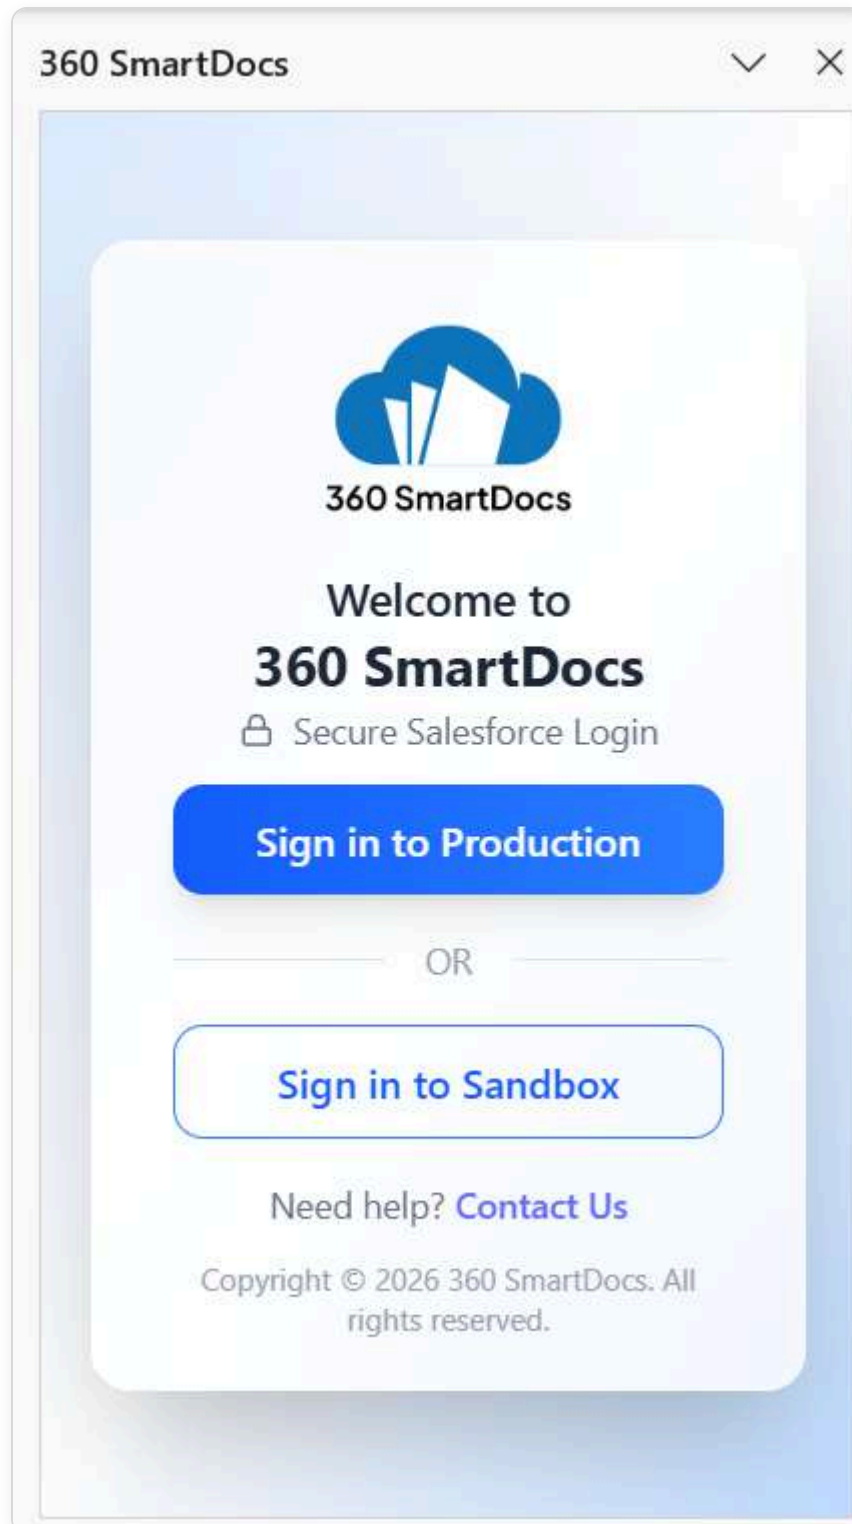 360 SmartDocs
360 SmartDocs
Welcome to
360 SmartDocs
Secure Salesforce Login
Sign in to Production
OR
Sign in to Sandbox
Need help? Contact Us
Copyright © 2026 360 SmartDocs. All
rights reserved.